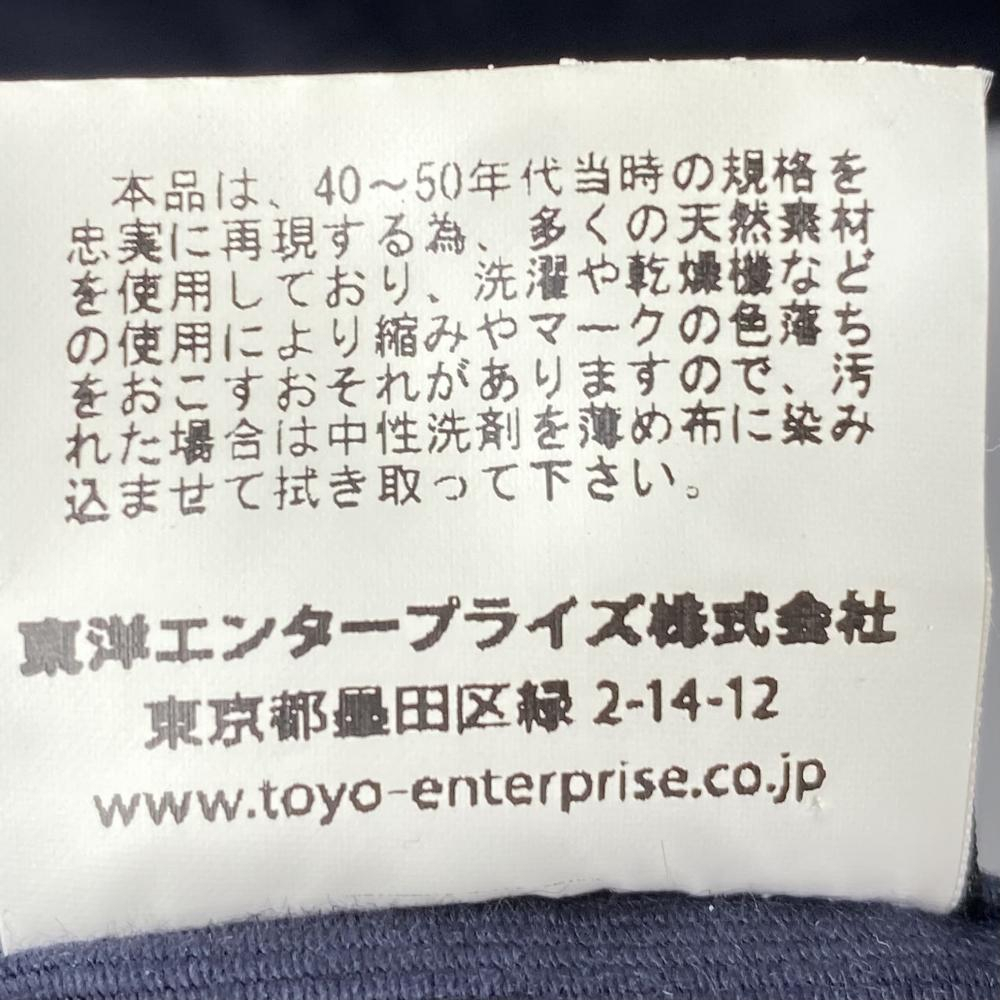 本品は、40～50年代当時の規格を
忠実に再現する為、多くの天然素材
を使用しており、洗濯や乾燥機など
の使用により縮みやマークの色落ち
をおこすおそれがありますので、汚
れた場合は中性洗剤を薄め布に染み
込ませて拭き取って下さい。
東洋エンタープライズ株式会社
東京都墨田区緑 2-14-12
www.toyo-enterprise.co.jp